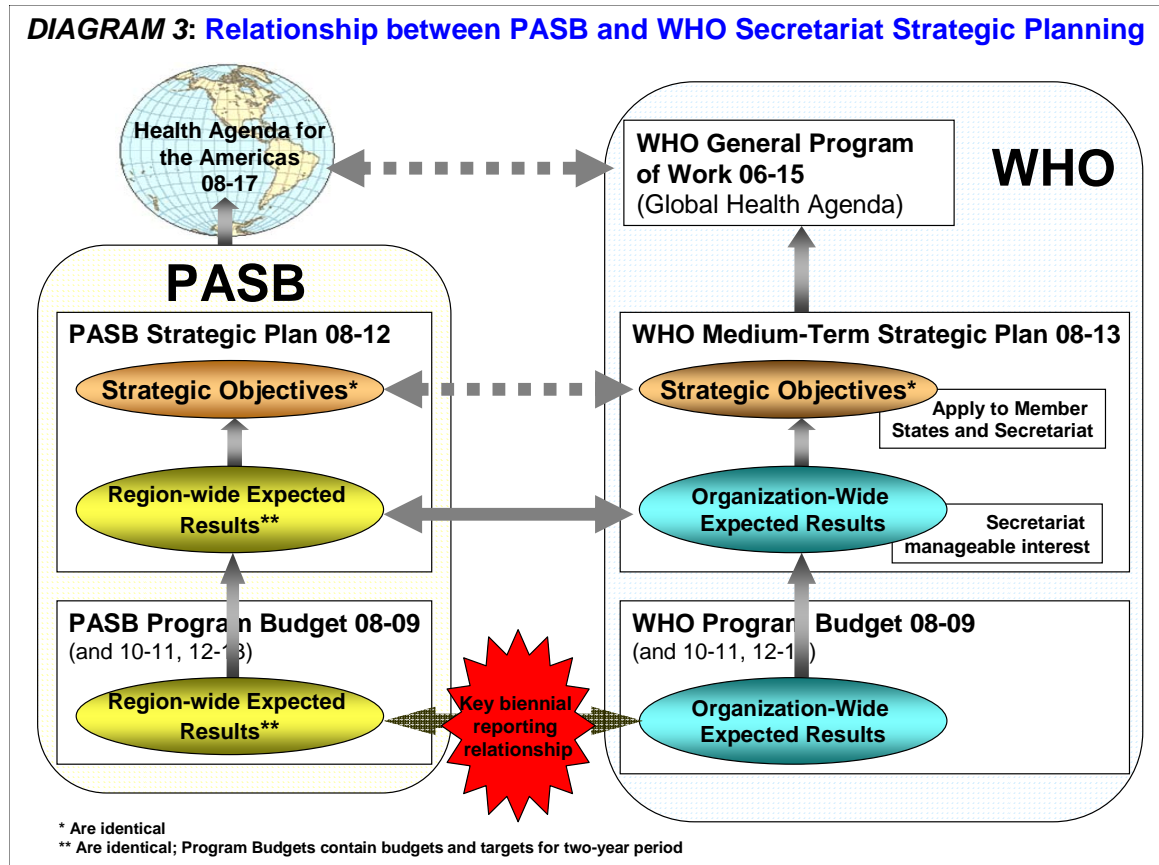 DIAGRAM 3: Relationship between PASB and WHO Secretariat Strategic Planning
Health Agenda for
the Americas
08-17
WHO General Program
of Work 06-15
(Global Health Agenda)
WHO
PASB
PASB Strategic Plan 08-12
Strategic Objectives*
Region-wide Expected
Results**
WHO Medium-Term Strategic Plan 08-13
Strategic Objectives*
Apply to Member
States and Secretariat
Organization-Wide
Expected Results
Secretariat
manageable interest
PASB Program Budget 08-09
(and 10-11, 12-13)
Region-wide Expected
Results**
Key biennial
reporting
relationship
WHO Program Budget 08-09
(and 10-11,
Organization-Wide
Expected Results
* Are identical
** Are identical; Program Budgets contain budgets and targets for two-year period